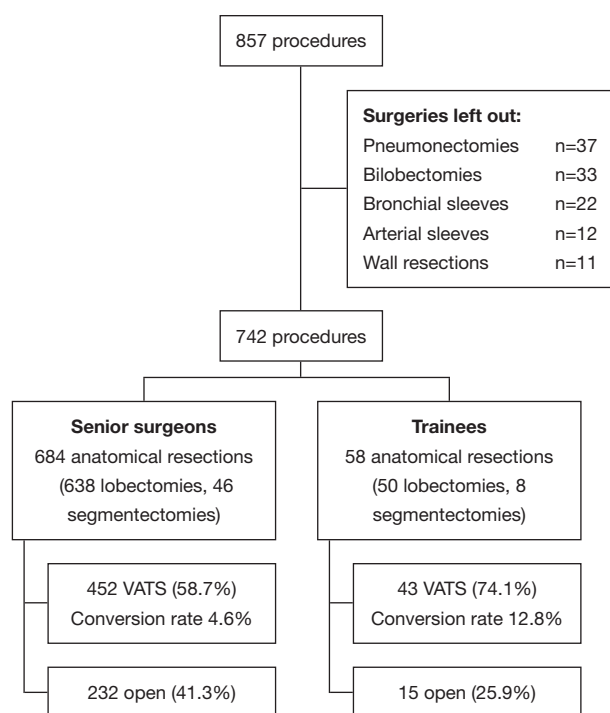 857 procedures
Surgeries left out:
Pneumonectomies n=37
Bilobectomies n=33
Bronchial sleeves n=22
Arterial sleeves n=12
Wall resections n=11
742 procedures
Senior surgeons
684 anatomical resections
(638 lobectomies, 46
segmentectomies)
Trainees
58 anatomical resections
(50 lobectomies, 8
segmentectomies)
452 VATS (58.7%)
Conversion rate 4.6%
43 VATS (74.1%)
Conversion rate 12.8%
232 open (41.3%)
15 open (25.9%)